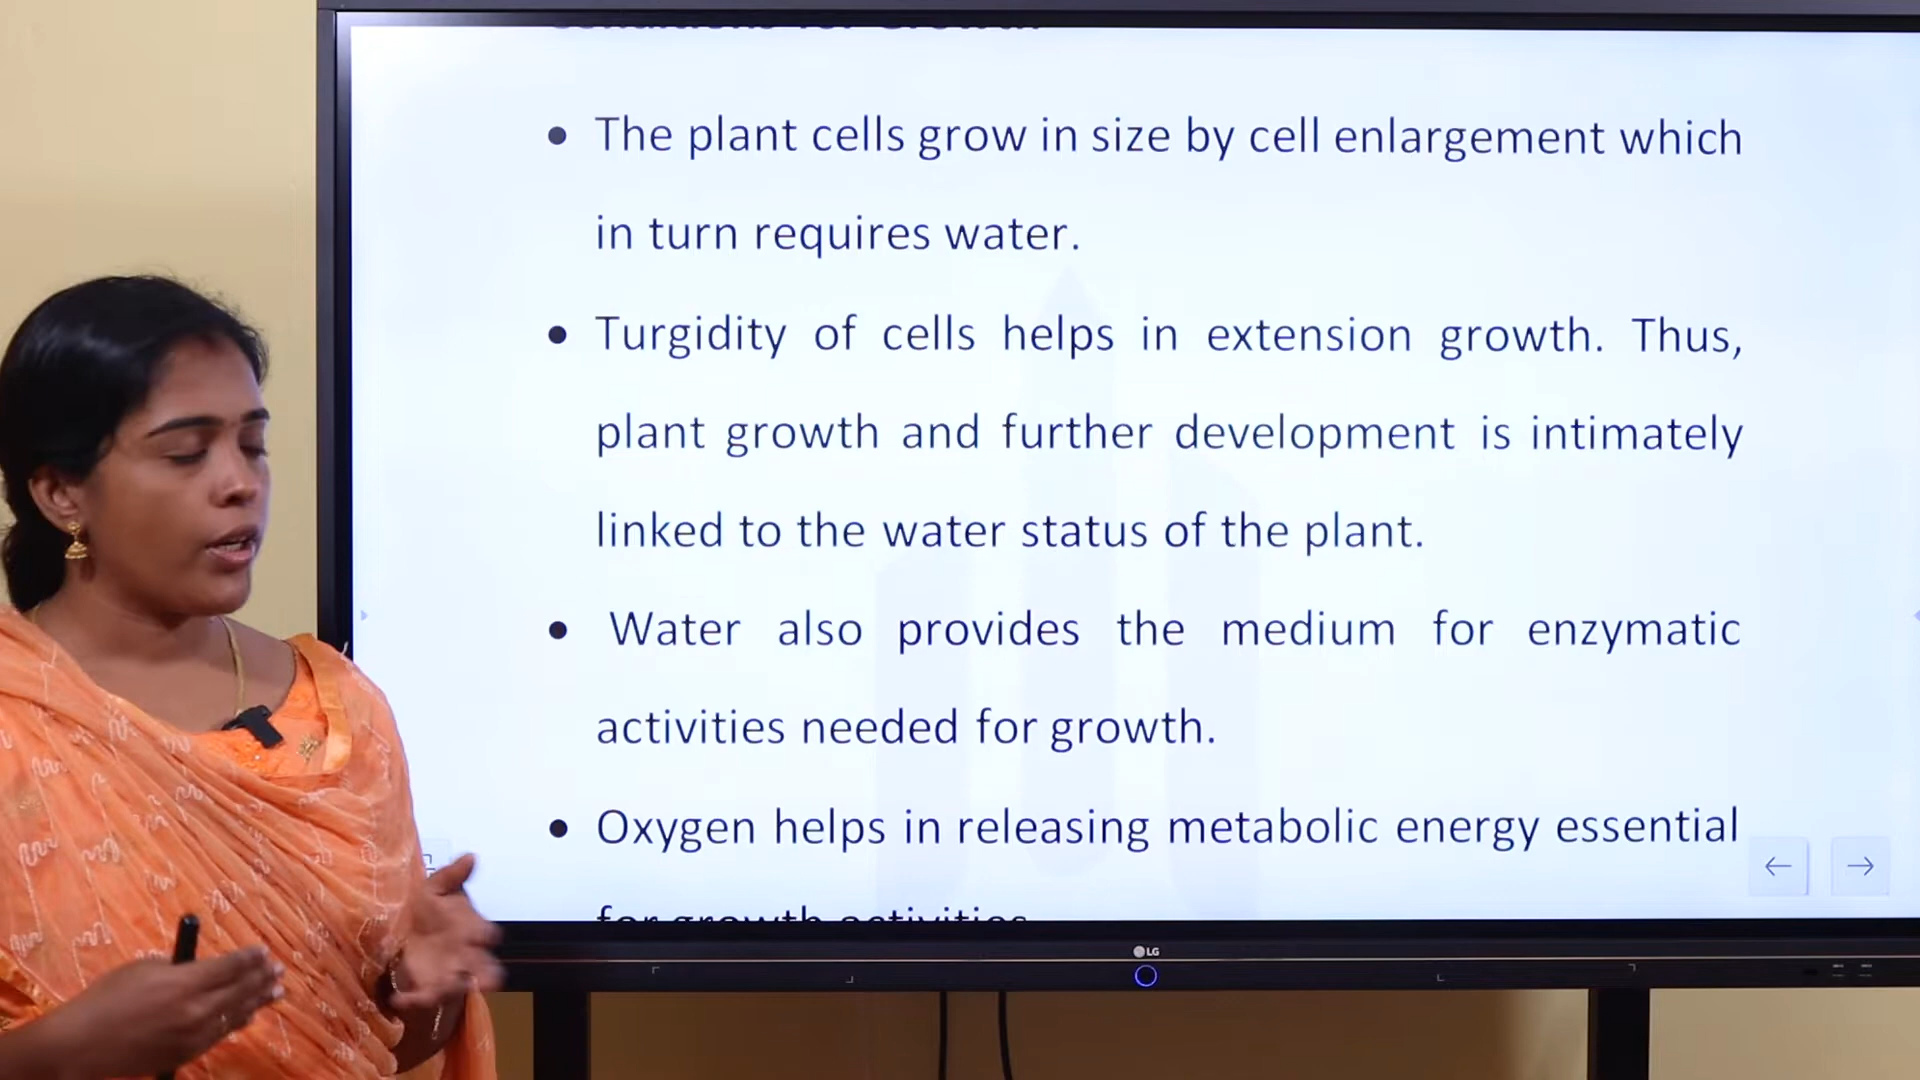 Conditions for Growth
• The plant cells grow in size by cell enlargement which
in turn requires water.
• Turgidity of cells helps in extension growth. Thus,
plant growth and further development is intimately
linked to the water status of the plant.
• Water also provides the medium for enzymatic
activities needed for growth.
• Oxygen helps in releasing metabolic energy essential
for growth activities
LG